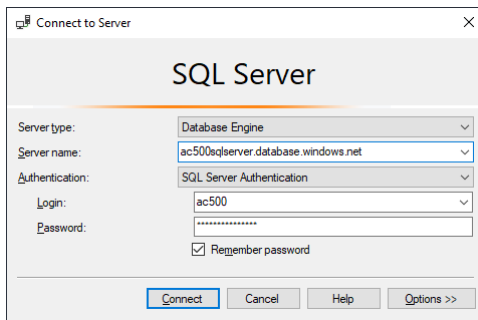 Connect to Server
SQL Server
Server type: Database Engine
Server name: ac500sqlserver.database.windows.net
Authentication: SQL Server Authentication
Login: ac500
Password: ***************
Remember password
Connect Cancel Help Options >>